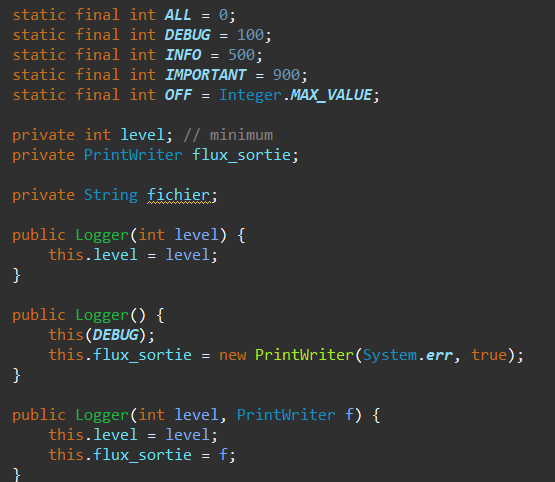 static final int ALL = 0;
static final int DEBUG = 100;
static final int INFO = 500;
static final int IMPORTANT = 900;
static final int OFF = Integer.MAX_VALUE;
private int level; // minimum
private PrintWriter flux_sortie;
private String fichier;
public Logger(int level) {
this.level = level;
}
public Logger() {
this(DEBUG);
this.flux_sortie = new PrintWriter(System.err, true);
}
public Logger(int level, PrintWriter f) {
this.level = level;
this.flux_sortie = f;
}